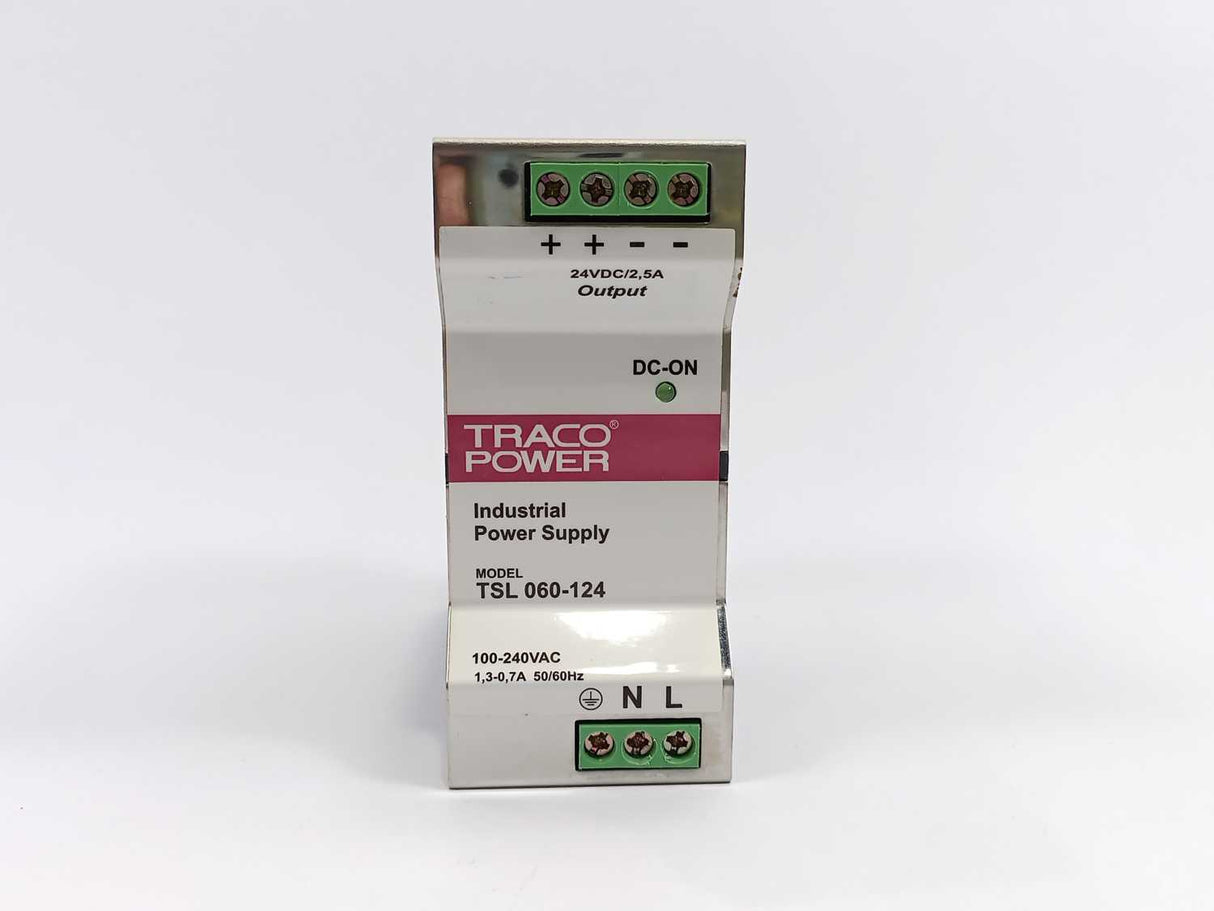 + + - -
24VDC/2,5A
Output
DC-ON
TRACO®
POWER
Industrial
Power Supply
MODEL
TSL 060-124
100-240VAC
1,3-0,7A 50/60Hz
N L